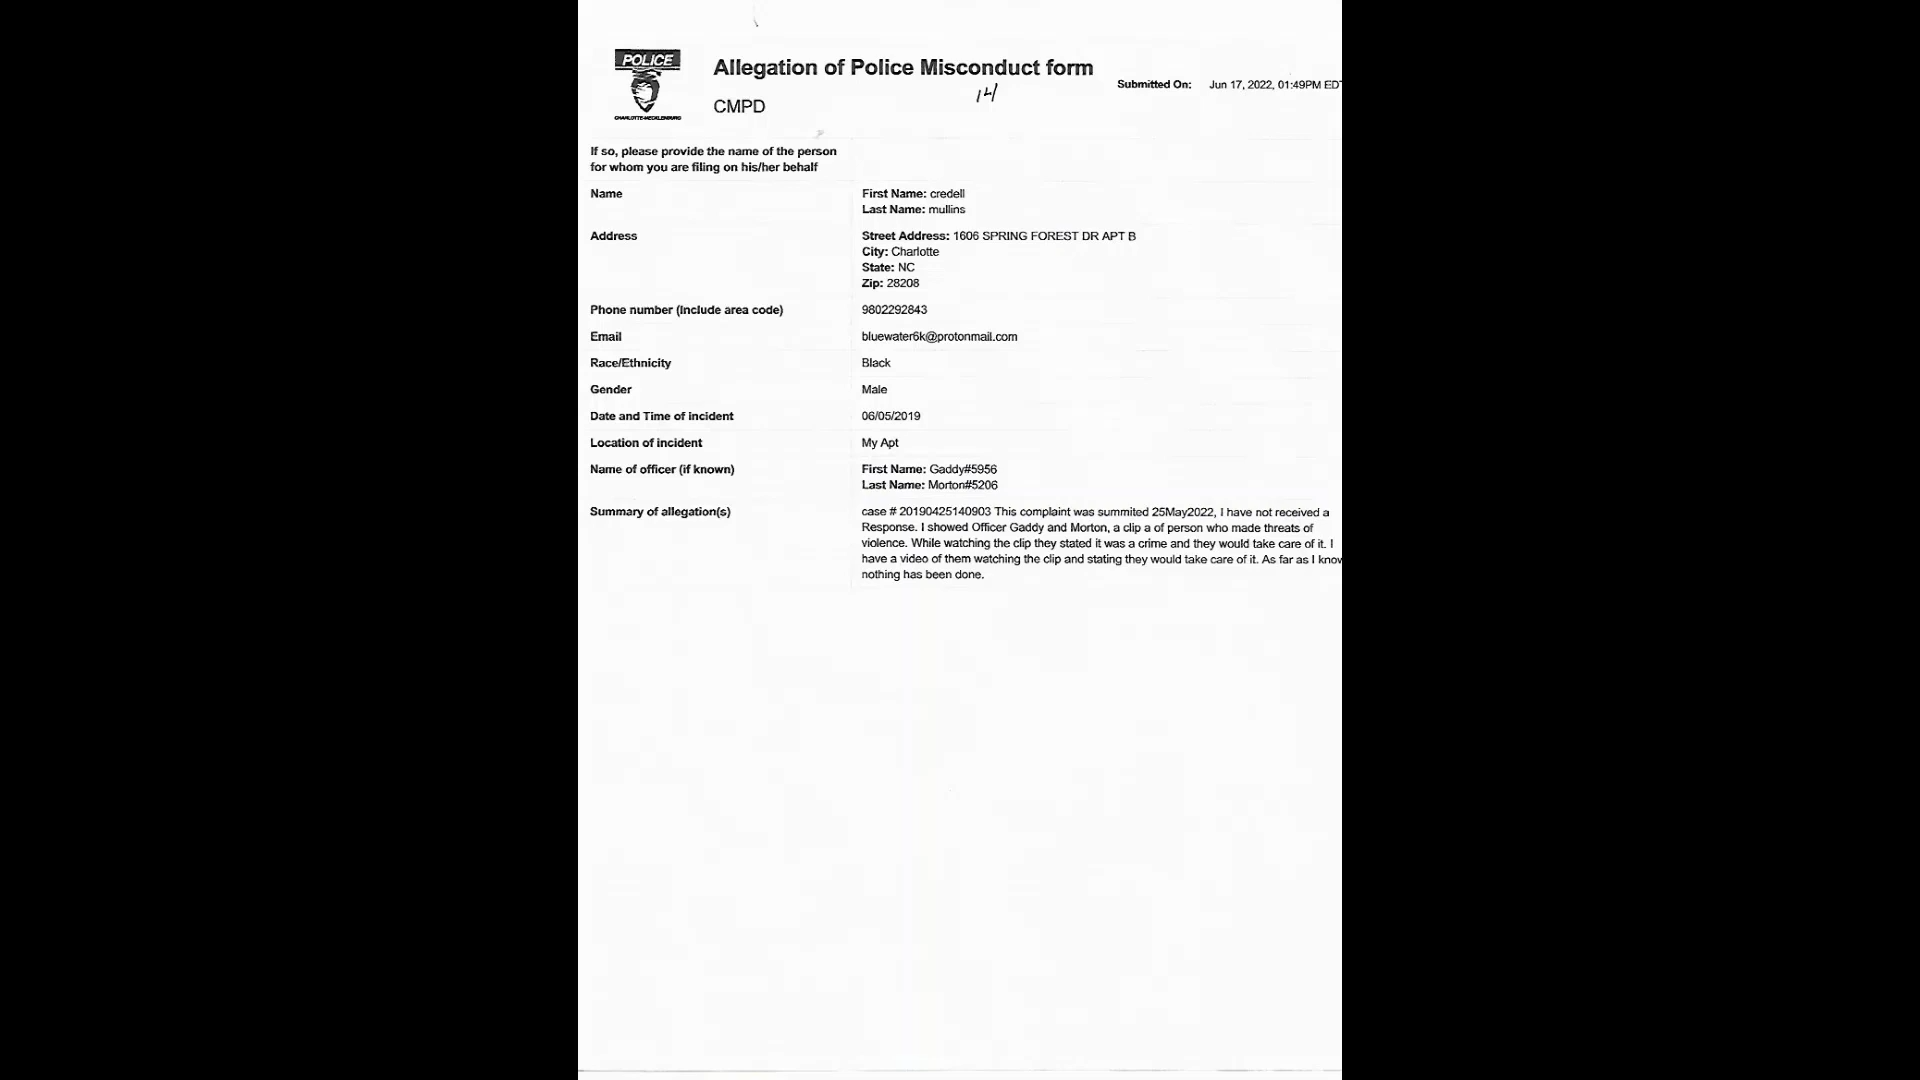 POLICE
CHARLOTTE-MECKLENBURG
Allegation of Police Misconduct form
14
CMPD
Submitted On: Jun 17, 2022, 01:49PM EDT
If so, please provide the name of the person
for whom you are filing on his/her behalf
Name
First Name: credell
Last Name: mullins
Address
Street Address: 1606 SPRING FOREST DR APT B
City: Charlotte
State: NC
Zip: 28208
Phone number (Include area code) 9802292843
Email bluewater6k@protonmail.com
Race/Ethnicity Black
Gender Male
Date and Time of incident 06/05/2019
Location of incident My Apt
Name of officer (if known)
First Name: Gaddy#5956
Last Name: Morton#5206
Summary of allegation(s)
case # 20190425140903 This complaint was summited 25May2022, I have not received a
Response. I showed Officer Gaddy and Morton, a clip a of person who made threats of
violence. While watching the clip they stated it was a crime and they would take care of it. I
have a video of them watching the clip and stating they would take care of it. As far as I know
nothing has been done.